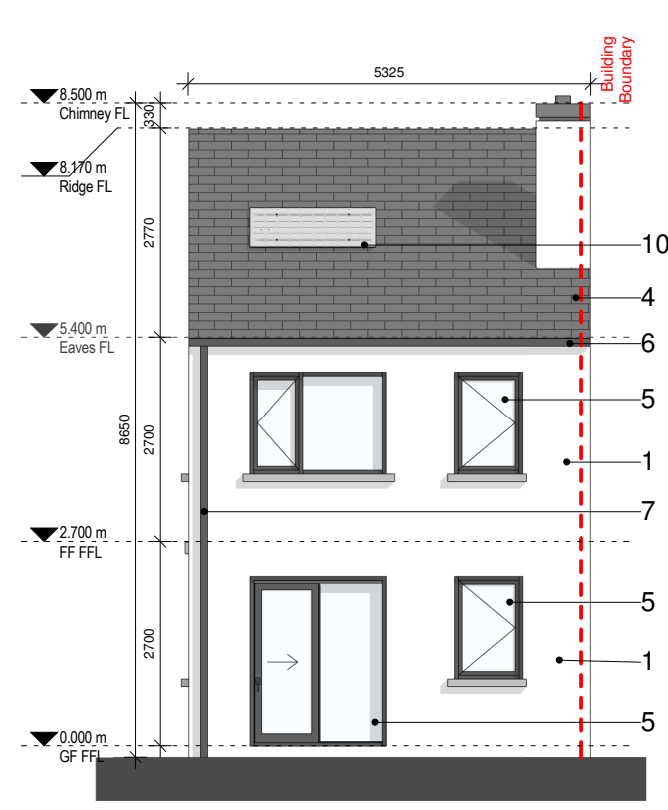 Building
Boundary
5325
8.500 m
Chimney FL
330
8.170 m
Ridge FL
2770
10
4
5.400 m
Eaves FL
6
5
8650
2700
1
7
2.700 m
FF FFL
5
2700
1
5
0.000 m
GF FFL